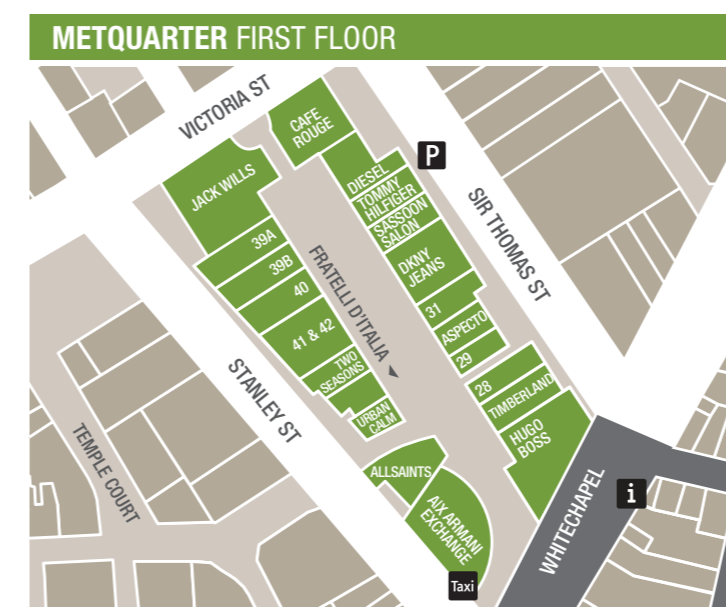 METQUARTER FIRST FLOOR
VICTORIA ST
CAFE
ROUGE
P
JACK WILLS
DIESEL
TOMMY
HILFIGER
SASSOON
SALON
SIR THOMAS ST
39A
39B
40
FRATELLI D'ITALIA
DKNY
JEANS
31
ASPECTO
29
41 & 42
TWO
SEASONS
URBAN
CALM
28
TIMBERLAND
HUGO
BOSS
STANLEY ST
TEMPLE COURT
ALLSAINTS
AIX ARMANI
EXCHANGE
WHITECHAPEL
i
Taxi